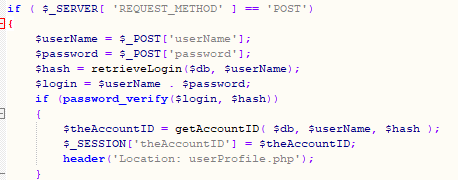 if ( $_SERVER[ 'REQUEST_METHOD' ] == 'POST')
{
$userName = $_POST['userName'];
$password = $_POST['password'];
$hash = retrieveLogin($db, $userName);
$login = $userName . $password;
if (password_verify($login, $hash))
{
$theAccountID = getAccountID( $db, $userName, $hash );
$_SESSION['theAccountID'] = $theAccountID;
header('Location: userProfile.php');
}